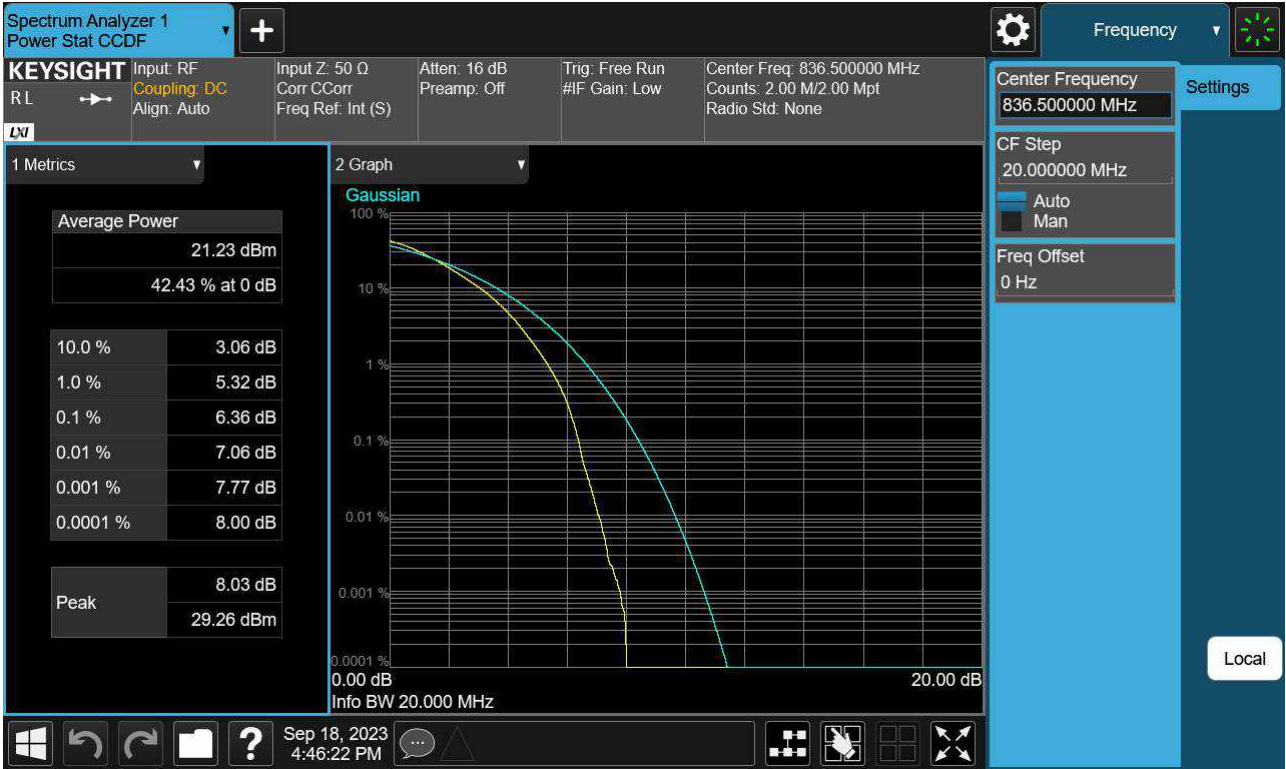 Spectrum Analyzer 1
Power Stat CCDF
+
Frequency
KEYSIGHT
RL
LXI
Input: RF
Coupling: DC
Align: Auto
Input Z: 50 Ω
Corr CCorr
Freq Ref: Int (S)
Atten: 16 dB
Preamp: Off
Trig: Free Run
#IF Gain: Low
Center Freq: 836.500000 MHz
Counts: 2.00 M/2.00 Mpt
Radio Std: None
Center Frequency
836.500000 MHz
Settings
CF Step
20.000000 MHz
Auto
Man
Freq Offset
0 Hz
Local
1 Metrics
Average Power
21.23 dBm
42.43 % at 0 dB
10.0 % 3.06 dB
1.0 % 5.32 dB
0.1 % 6.36 dB
0.01 % 7.06 dB
0.001 % 7.77 dB
0.0001 % 8.00 dB
Peak
8.03 dB
29.26 dBm
2 Graph
Gaussian
100 %
10 %
1 %
0.1 %
0.01 %
0.001 %
0.0001 %
0.00 dB 20.00 dB
Info BW 20.000 MHz
?
Sep 18, 2023
4:46:22 PM